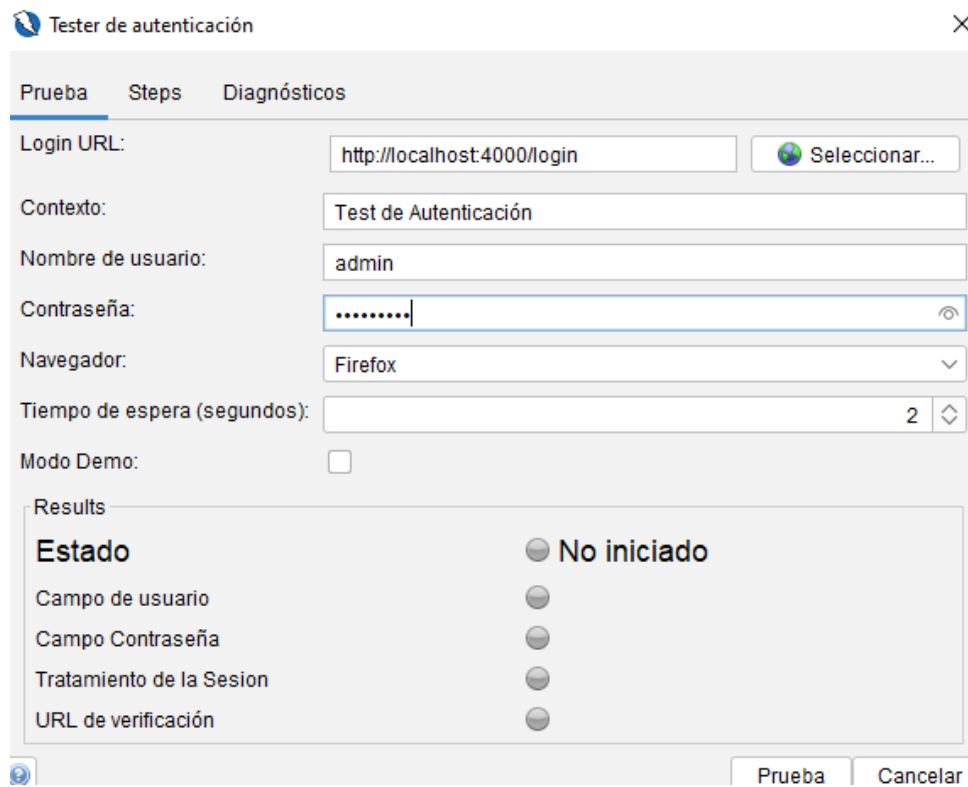 Tester de autenticación
Prueba Steps Diagnósticos
Login URL: http://localhost:4000/login Seleccionar...
Contexto: Test de Autenticación
Nombre de usuario: admin
Contraseña: •••••••••
Navegador: Firefox
Tiempo de espera (segundos): 2
Modo Demo:
Results
Estado No iniciado
Campo de usuario
Campo Contraseña
Tratamiento de la Sesion
URL de verificación
Prueba Cancelar